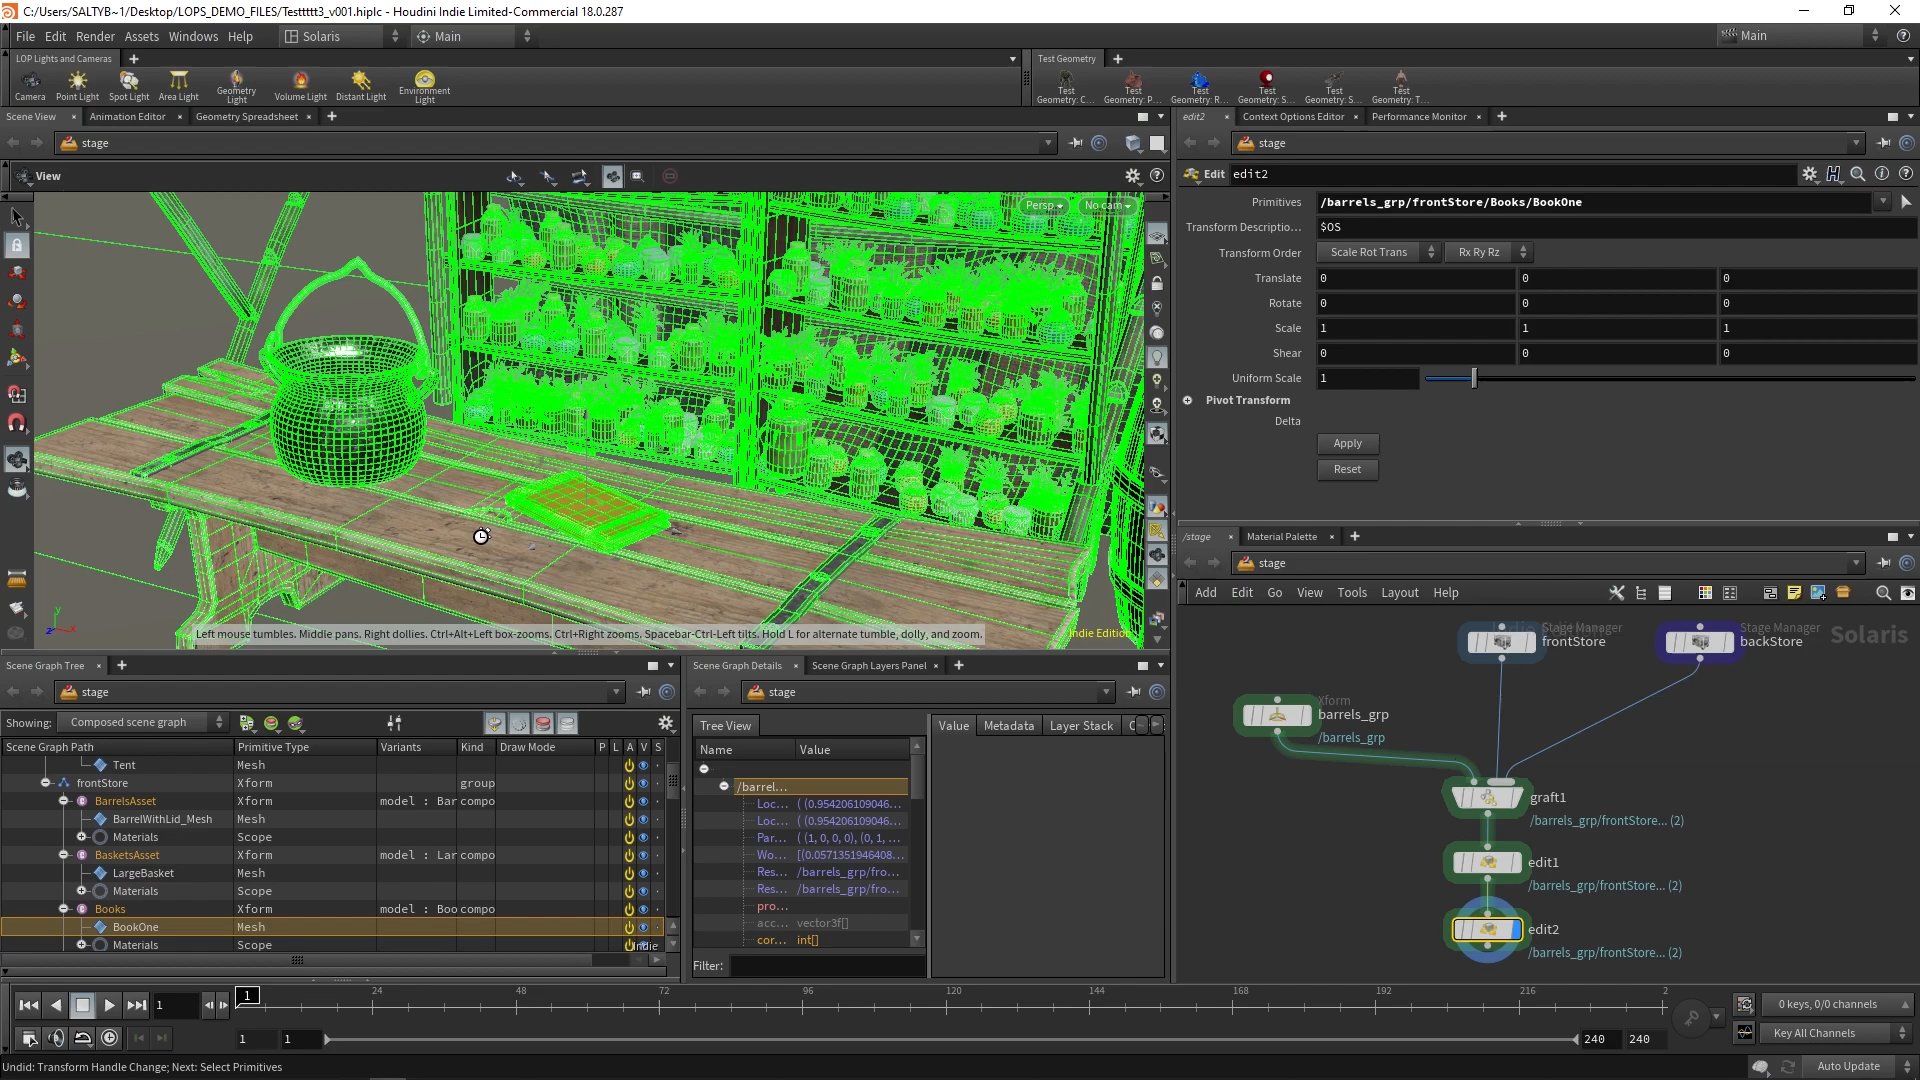 C:/Users/SALTYB~1/Desktop/LOPS_DEMO_FILES/Testtttt3_v001.hiplc - Houdini Indie Limited-Commercial 18.0.287
File Edit Render Assets Windows Help Solaris Main Main
LOP Lights and Cameras
Camera Point Light Spot Light Area Light Geometry Light Volume Light Distant Light Environment Light
Test Geometry
Test Geometry: C... Test Geometry: P... Test Geometry: R... Test Geometry: S... Test Geometry: S... Test Geometry: T...
Scene View Animation Editor Geometry Spreadsheet
stage
View
Persp No cam
Left mouse tumbles. Middle pans. Right dollies. Ctrl+Alt+Left box-zooms. Ctrl+Right zooms. Spacebar-Ctrl-Left tilts. Hold L for alternate tumble, dolly, and zoom.
Indie Edition
edit2 Context Options Editor Performance Monitor
stage
Edit edit2
Primitives /barrels_grp/frontStore/Books/BookOne
Transform Descriptio... $OS
Transform Order Scale Rot Trans Rx Ry Rz
Translate 0 0 0
Rotate 0 0 0
Scale 1 1 1
Shear 0 0 0
Uniform Scale 1
Pivot Transform
Delta
Apply
Reset
/stage Material Palette
stage
Add Edit Go View Tools Layout Help
Stage Manager
frontStore
Stage Manager
backStore
Solaris
Xform
barrels_grp
/barrels_grp
graft1
/barrels_grp/frontStore... (2)
edit1
/barrels_grp/frontStore... (2)
edit2
/barrels_grp/frontStore... (2)
Scene Graph Tree
stage
Showing: Composed scene graph
Scene Graph Path Primitive Type Variants Kind Draw Mode P L A V S
Tent Mesh
frontStore Xform group
BarrelsAsset Xform model : Bar compo
BarrelWithLid_Mesh Mesh
Materials Scope
BasketsAsset Xform model : Lar compo
LargeBasket Mesh
Materials Scope
Books Xform model : Boo compo
BookOne Mesh
Materials Scope
Indie
Scene Graph Details Scene Graph Layers Panel
stage
Tree View
Name Value
/barrel...
Loc... ( (0.954206109046...
Loc... ( (0.954206109046...
Par... ( (1, 0, 0, 0), (0, 1, ...
Wo... [(0.0571351946408...
Res... /barrels_grp/fro...
Res... /barrels_grp/fro...
pro...
acc... vector3f[]
cor... int[]
Filter:
Value Metadata Layer Stack C
1 1 24 48 72 96 120 144 168 192 216 2
1 1 240 240
0 keys, 0/0 channels
Key All Channels
Undid: Transform Handle Change; Next: Select Primitives
Auto Update